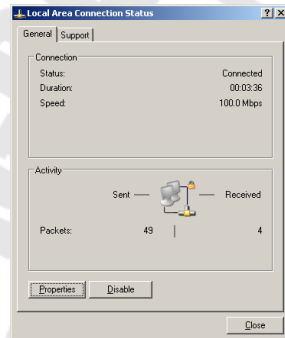 Local Area Connection Status
General Support
Connection
Status: Connected
Duration: 00:03:36
Speed: 100.0 Mbps
Activity
Sent — — Received
Packets: 49 | 4
Properties Disable
Close